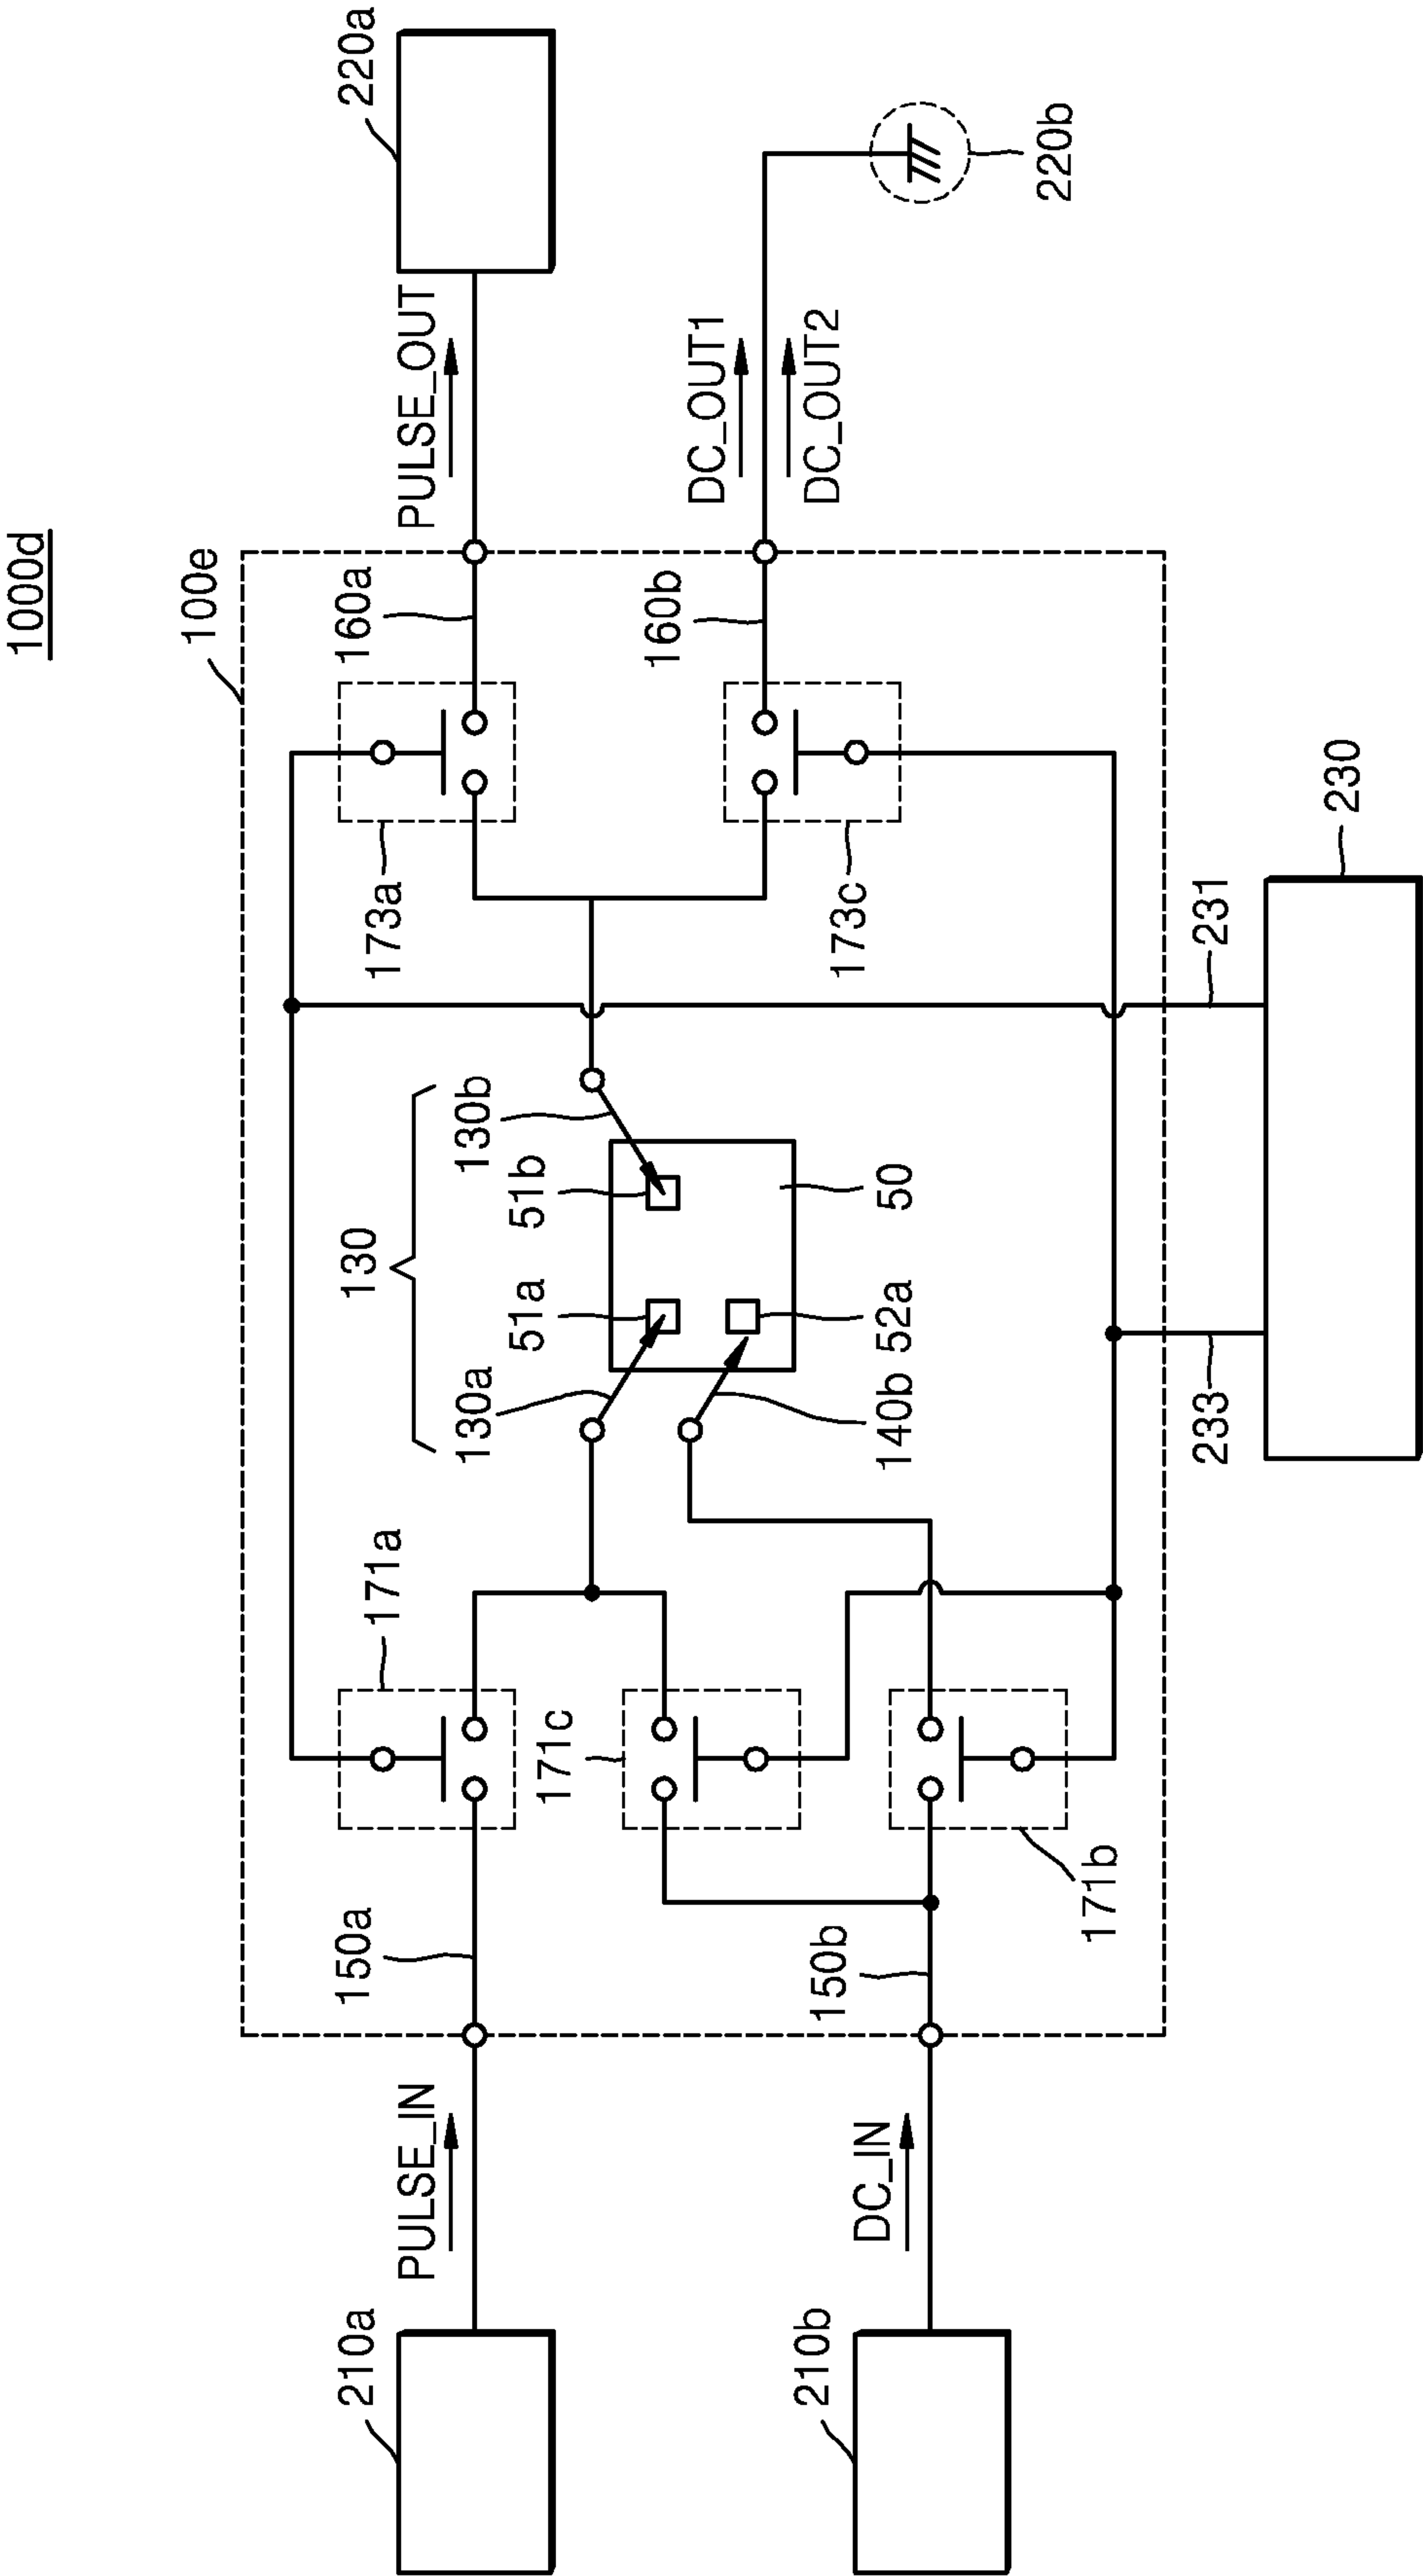 1000d
100e
210a
PULSE_IN
150a
171a
173a
160a
PULSE_OUT
220a
130
130a
130b
51a
51b
171c
140b
52a
50
173c
160b
DC_OUT1
DC_OUT2
220b
210b
DC_IN
150b
171b
233
231
230